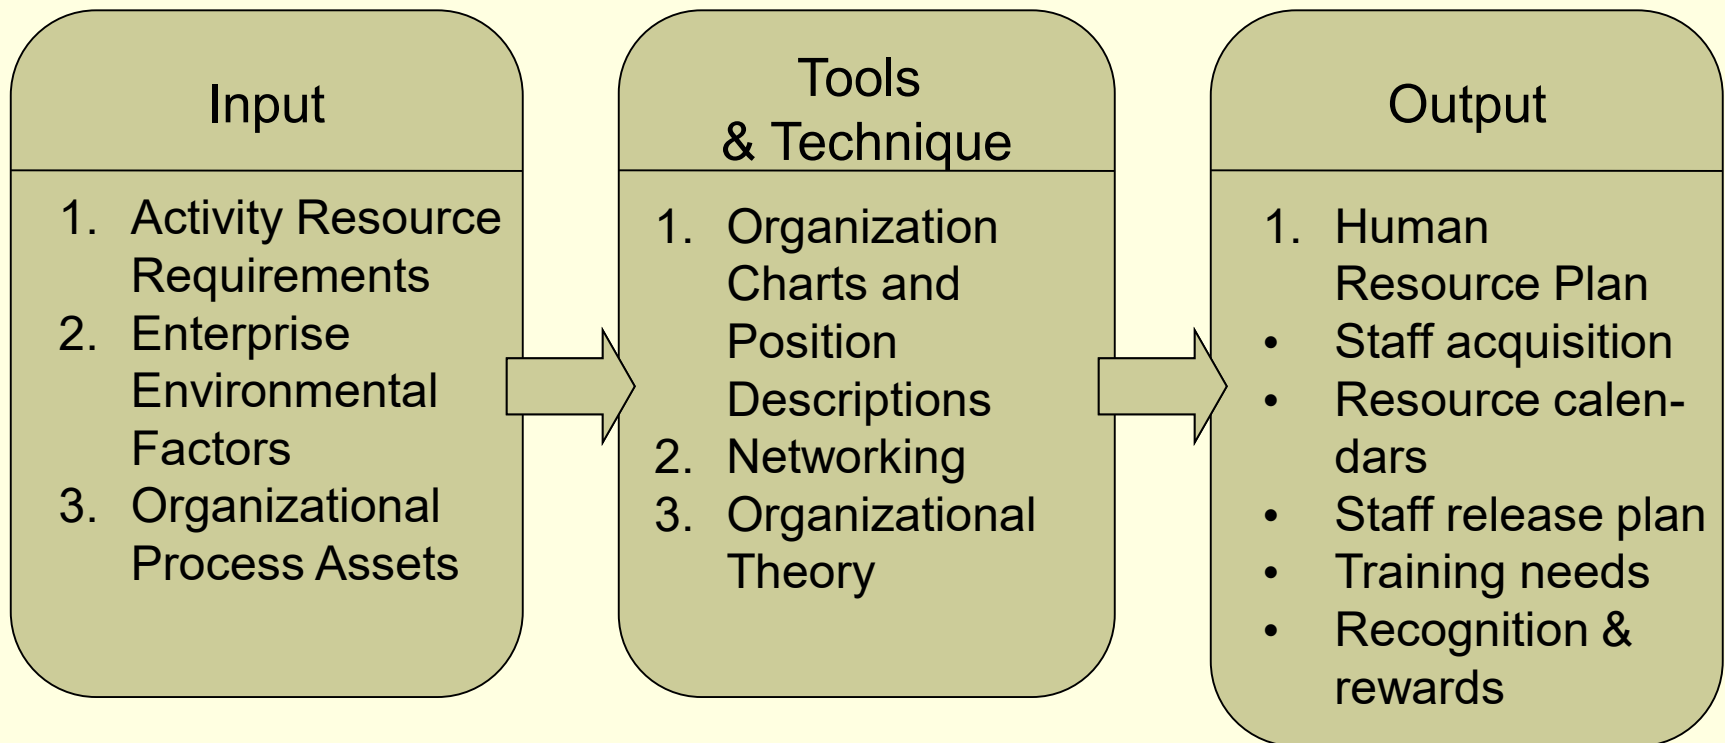 Input
1. Activity Resource
Requirements
2. Enterprise
Environmental
Factors
3. Organizational
Process Assets
Tools
& Technique
1. Organization
Charts and
Position
Descriptions
2. Networking
3. Organizational
Theory
Output
1. Human
Resource Plan
• Staff acquisition
• Resource calen-
dars
• Staff release plan
• Training needs
• Recognition &
rewards